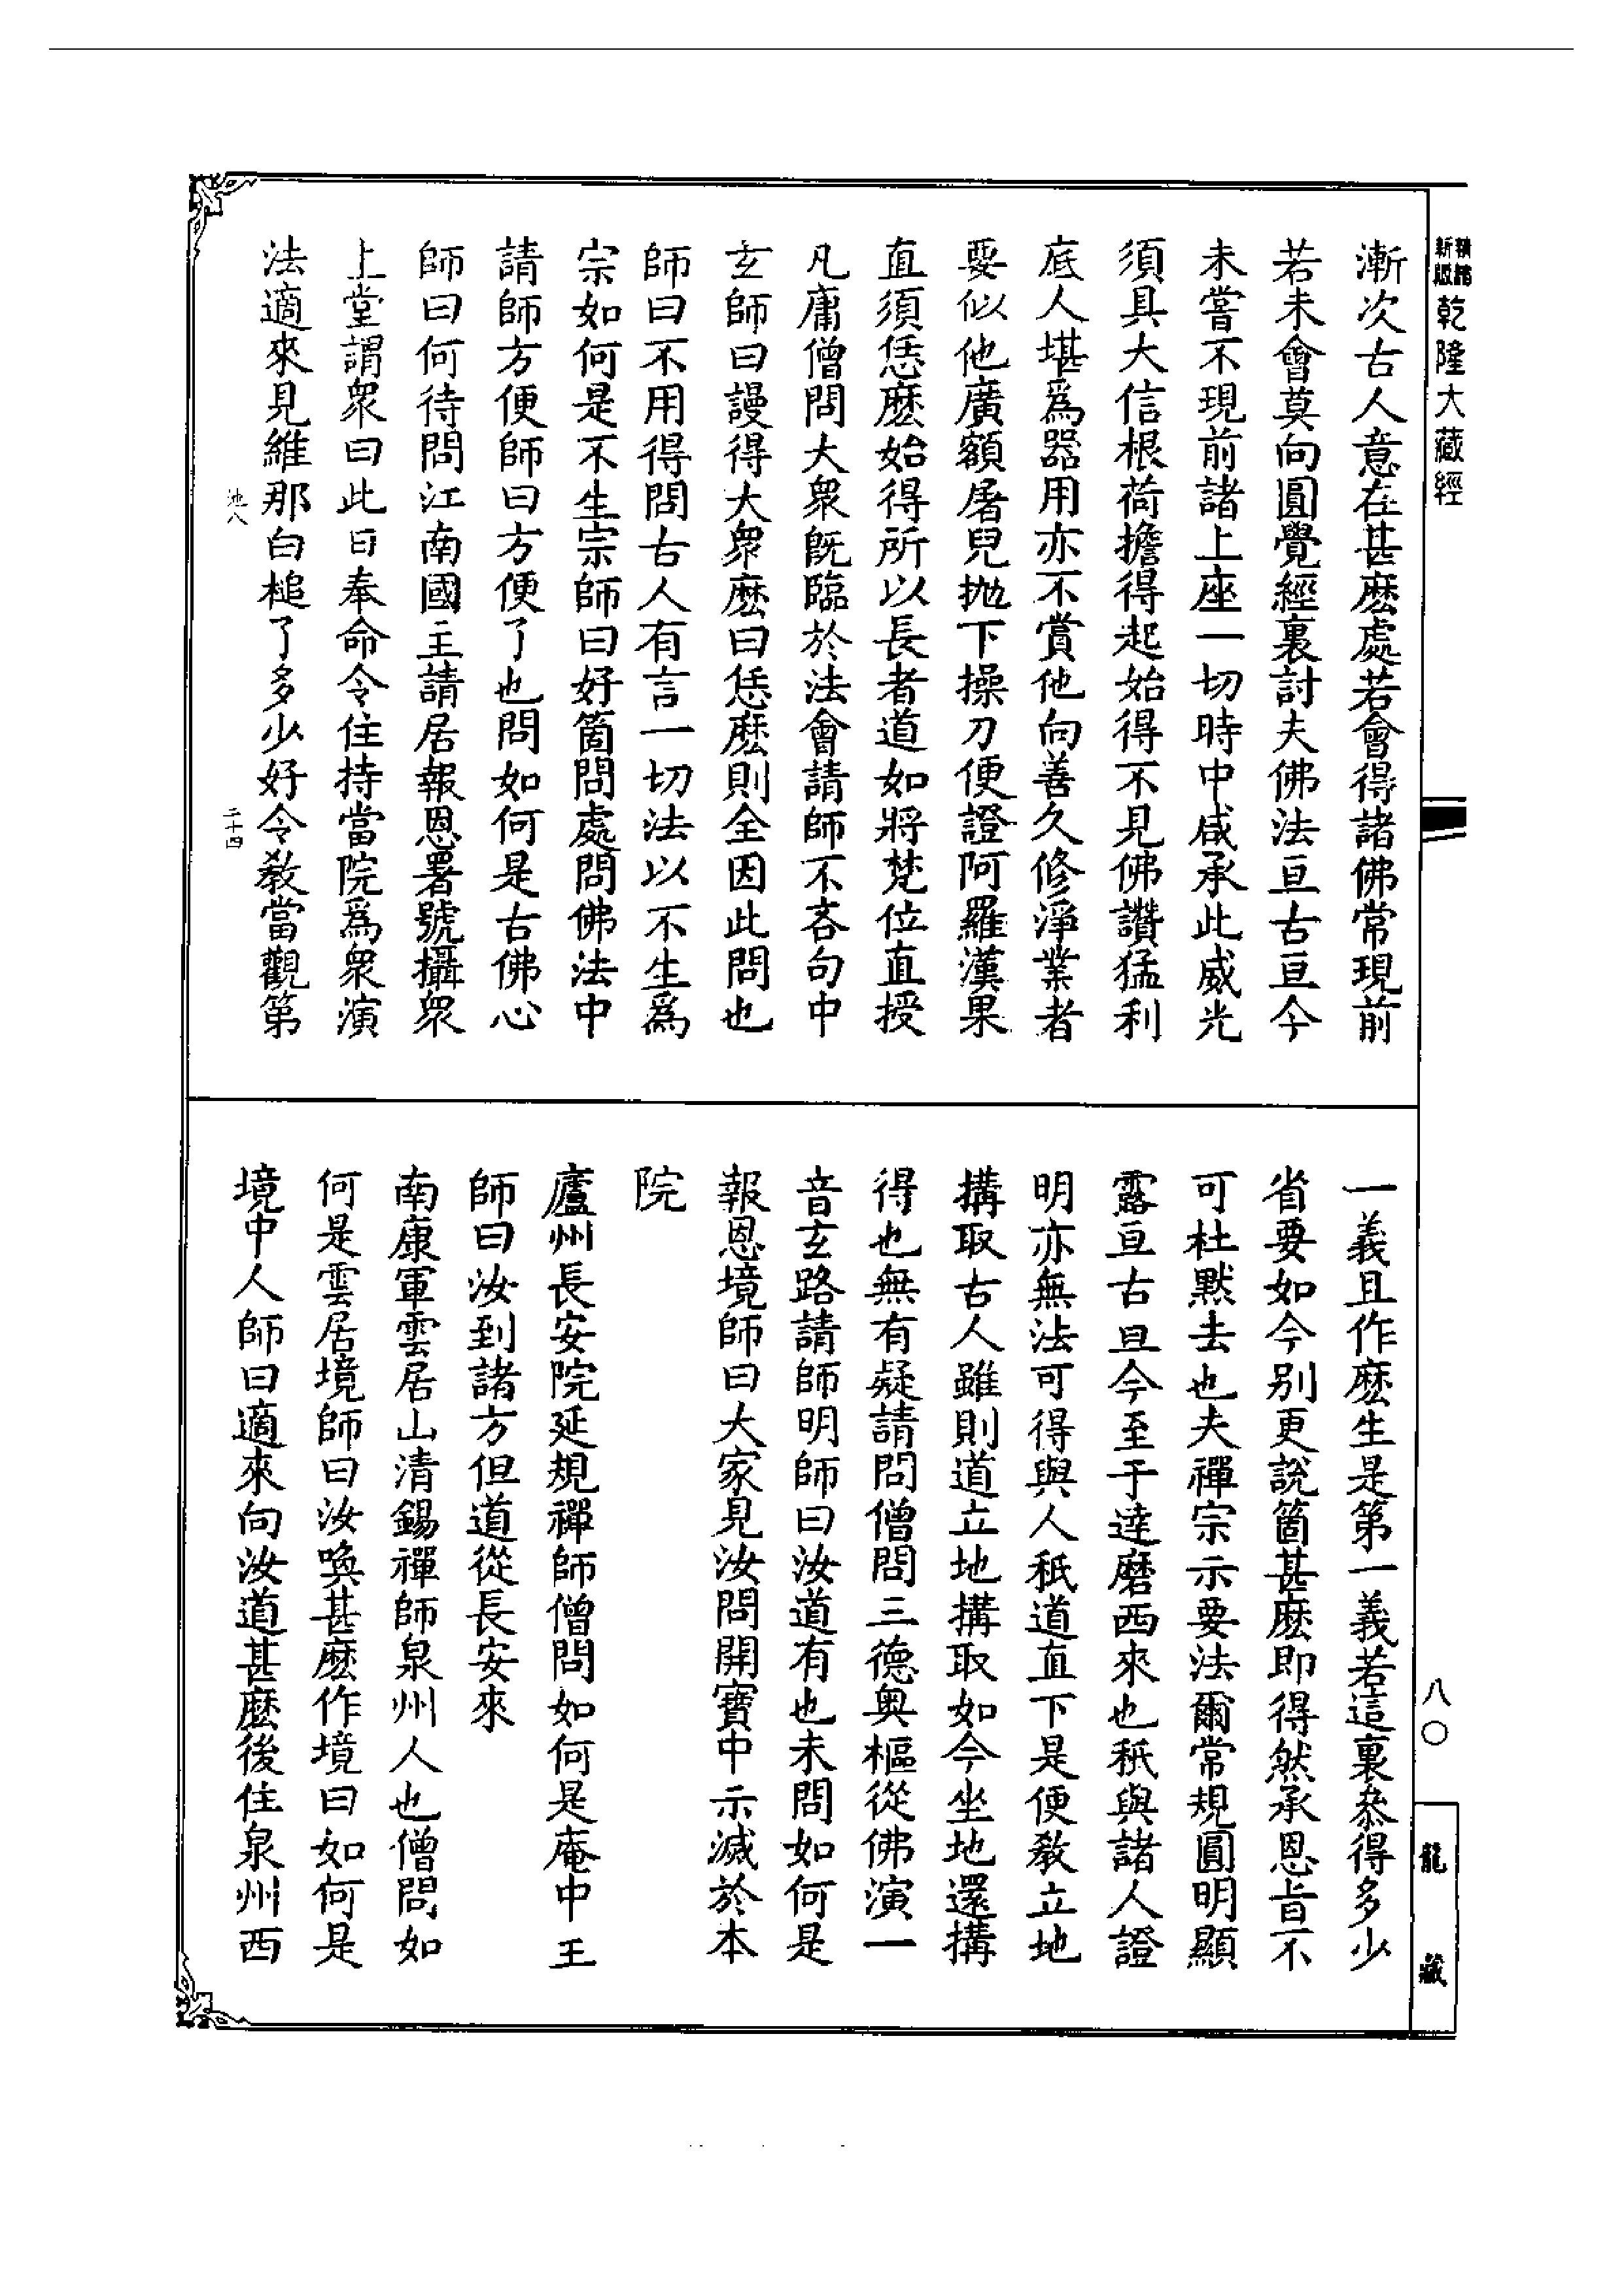 精縮
新版
乾隆大藏經
漸次古人意在甚麽處若會得諸佛常現前
若未會莫向圓覺經裏討夫佛法亘古亘今
未嘗不現前諸上座一切時中咸承此威光
須具大信根荷擔得起始得不見佛讚猛利
底人堪爲器用亦不賞他向善久修淨業者
要似他廣額屠兒抛下操刀便證阿羅漢果
直須恁麽始得所以長者道如將梵位直授
凡庸僧問大衆既臨於法會請師不吝句中
玄師曰謾得大衆麽曰恁麽則全因此問也
師曰不用得問古人有言一切法以不生爲
宗如何是不生宗師曰好箇問處問佛法中
請師方便師曰方便了也問如何是古佛心
師曰何待問江南國主請居報恩署號攝衆
上堂謂衆曰此日奉命令住持當院爲衆演
法適來見維那白槌了多少好令教當觀第
池八
二十四
一義且作麽生是第一義若這裏叅得多少
省要如今别更說箇甚麽即得然承恩旨不
可杜默去也夫禪宗示要法爾常規圓明顯
露亘古亘今至于達磨西來也秖與諸人證
明亦無法可得與人秖道直下是便教立地
搆取古人雖則道立地搆取如今坐地還搆
得也無有疑請問僧問三德奥樞從佛演一
音玄路請師明師曰汝道有也未問如何是
報恩境師曰大家見汝問開寶中示滅於本
院
廬州長安院延規禪師僧問如何是庵中主
師曰汝到諸方但道從長安來
南康軍雲居山清錫禪師泉州人也僧問如
何是雲居境師曰汝喚甚麽作境曰如何是
境中人師曰適來向汝道甚麽後住泉州西
八〇
龍藏